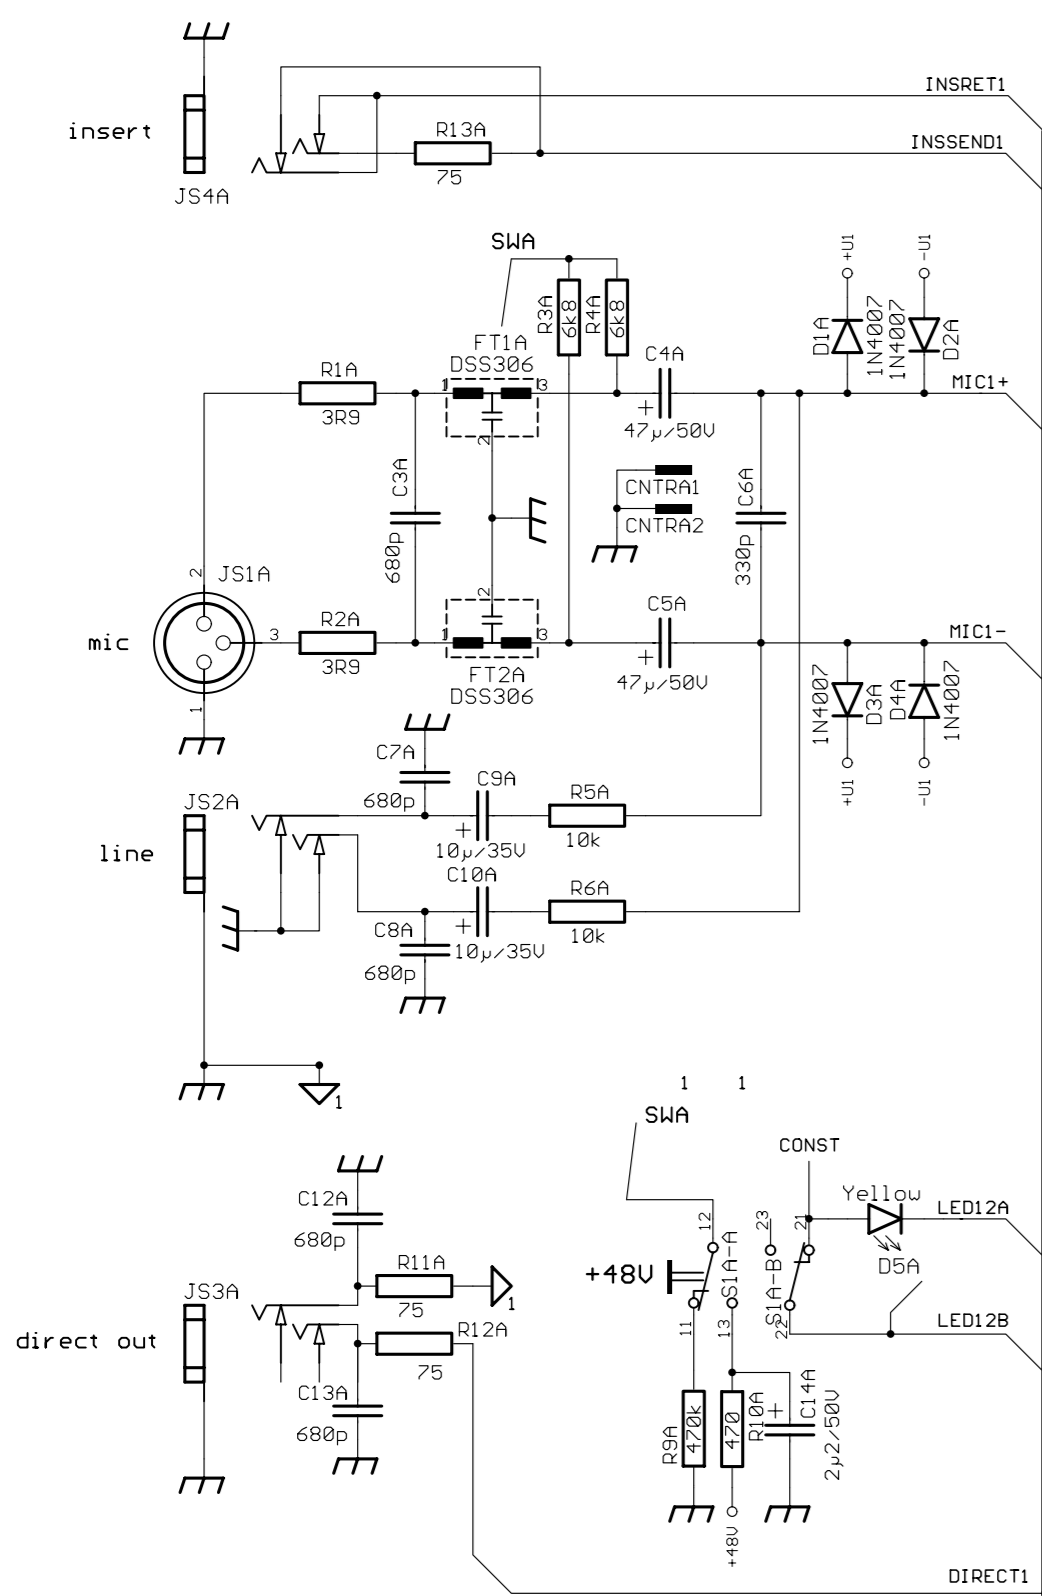 INSRET1
insert
R13A
INSSEND1
75
JS4A
SWA
+U1
-U1
R3A
6k8
R4A
6k8
D1A
1N4007
1N4007
D2A
FT1A
DSS306
C4A
R1A
1
3
MIC1+
3R9
+
47µ/50V
2
C3A
680p
CNTRA1
CNTRA2
C6A
330p
2
JS1A
mic
3
1
R2A
3R9
2
1
3
C5A
MIC1-
+
47µ/50V
FT2A
DSS306
1N4007
D3A
D4A
1N4007
+U1
-U1
C7A
680p
C9A
R5A
JS2A
line
+
10µ/35V
10k
C10A
R6A
C8A
+
10µ/35V
10k
680p
1
1
1
SWA
CONST
C12A
680p
Yellow
LED12A
12
23
21
R11A
+48V
S1A-A
S1A-B
D5A
JS3A
75
1
R12A
11
13
22
LED12B
direct out
75
C13A
680p
R9A
470k
470
R10A
+
C14A
2µ2/50V
+48V
DIRECT1